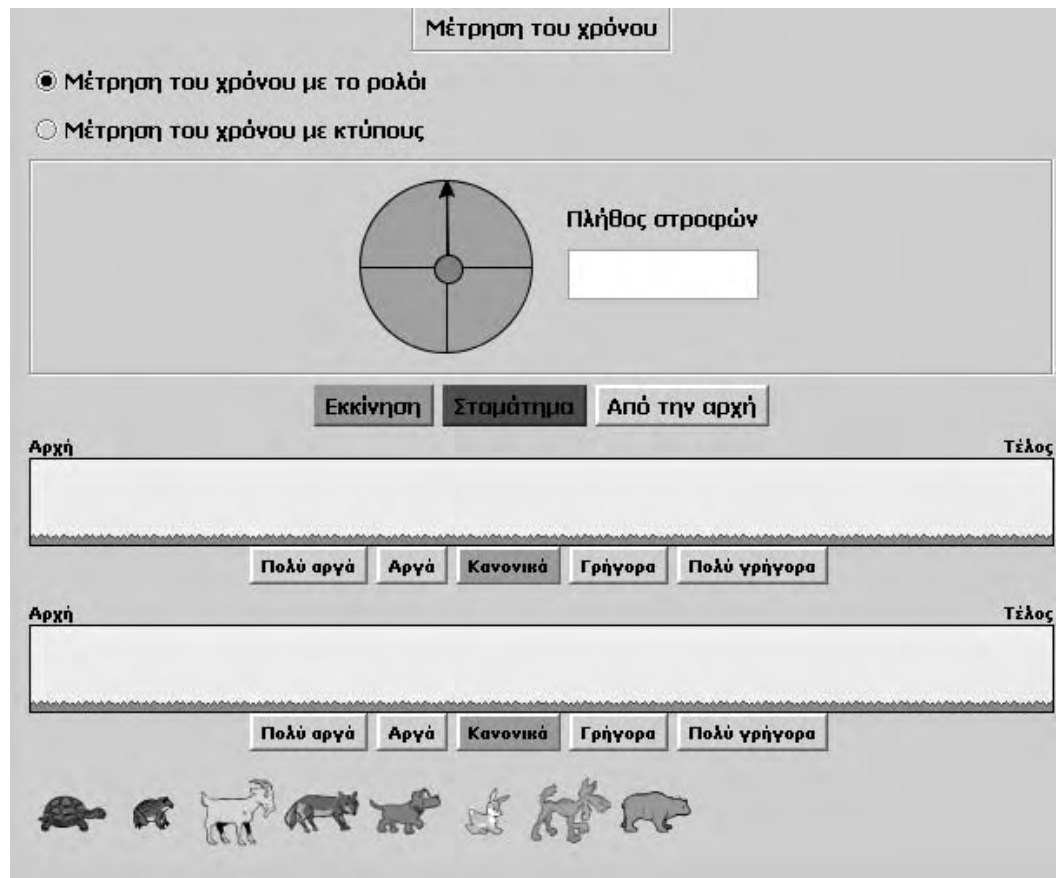 Μέτρηση του χρόνου
Μέτρηση του χρόνου με το ρολόι
Μέτρηση του χρόνου με κτύπους
Πλήθος στροφών
Εκκίνηση Σταμάτημα Από την αρχή
Αρχή Τέλος
Πολύ αργά Αργά Κανονικά Γρήγορα Πολύ γρήγορα
Αρχή Τέλος
Πολύ αργά Αργά Κανονικά Γρήγορα Πολύ γρήγορα